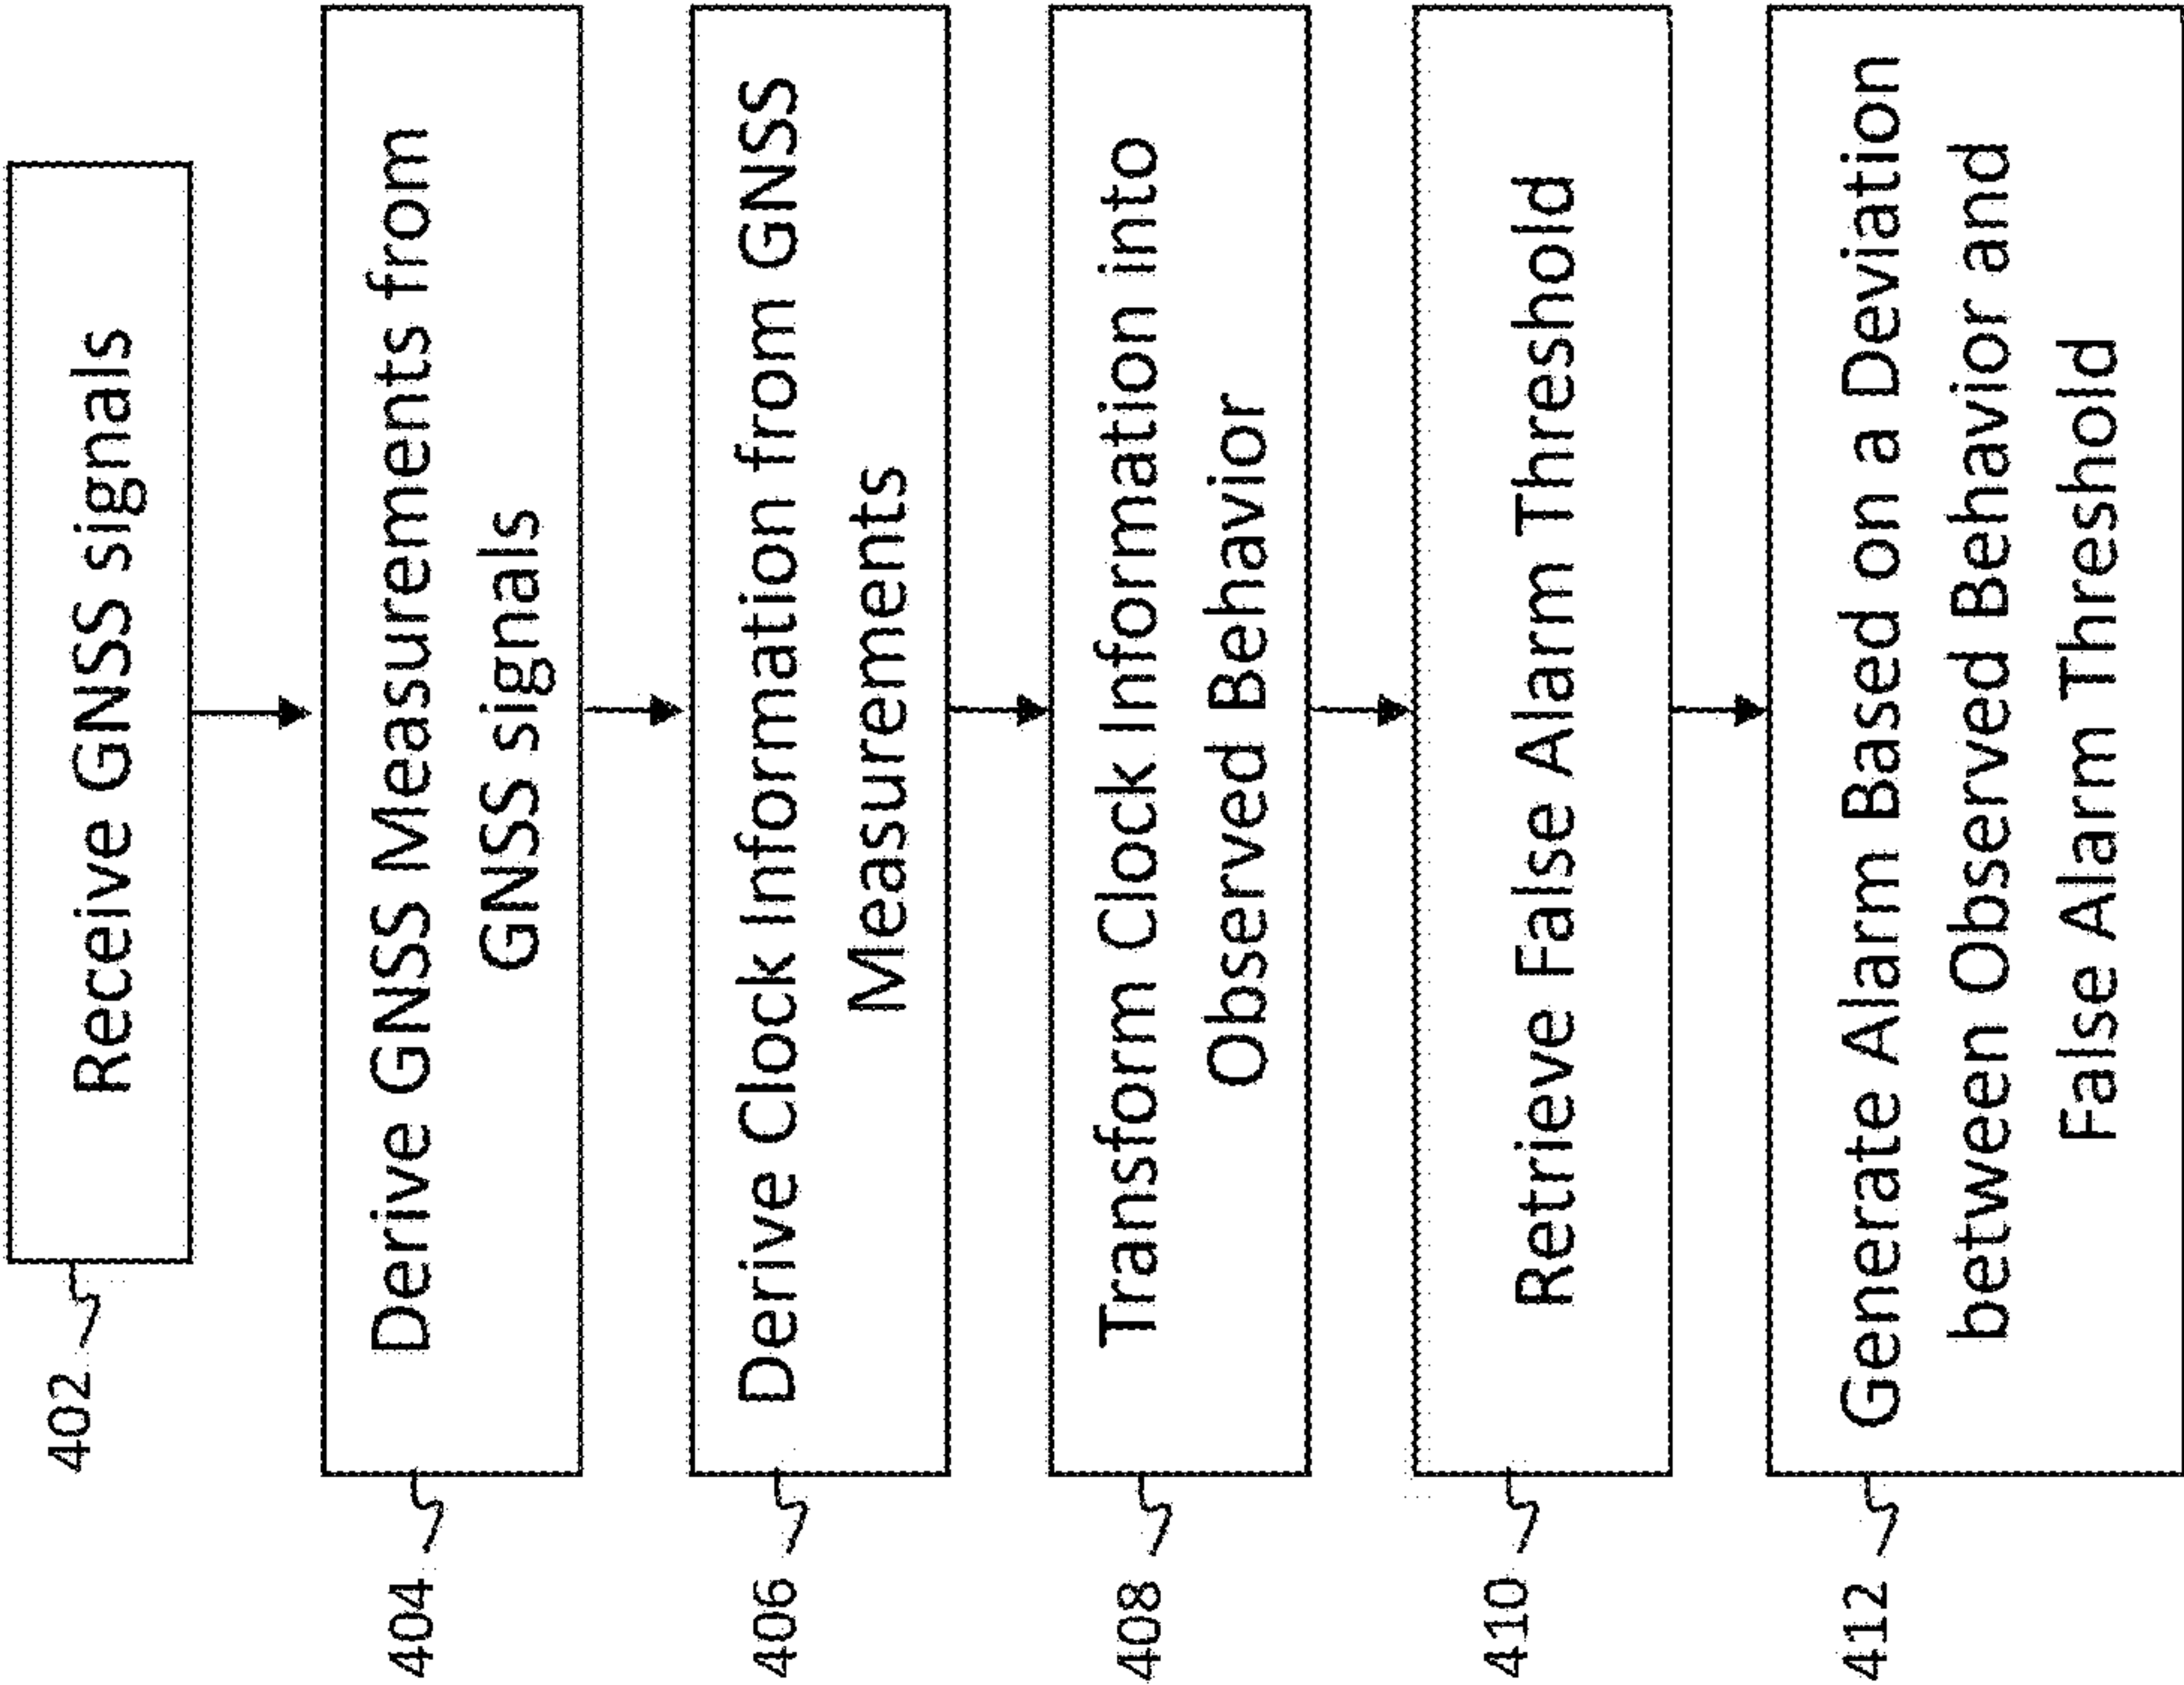 402
Receive GNSS signals
404
Derive GNSS Measurements from
GNSS signals
406
Derive Clock Information from GNSS
Measurements
408
Transform Clock Information into
Observed Behavior
410
Retrieve False Alarm Threshold
412
Generate Alarm Based on a Deviation
between Observed Behavior and
False Alarm Threshold